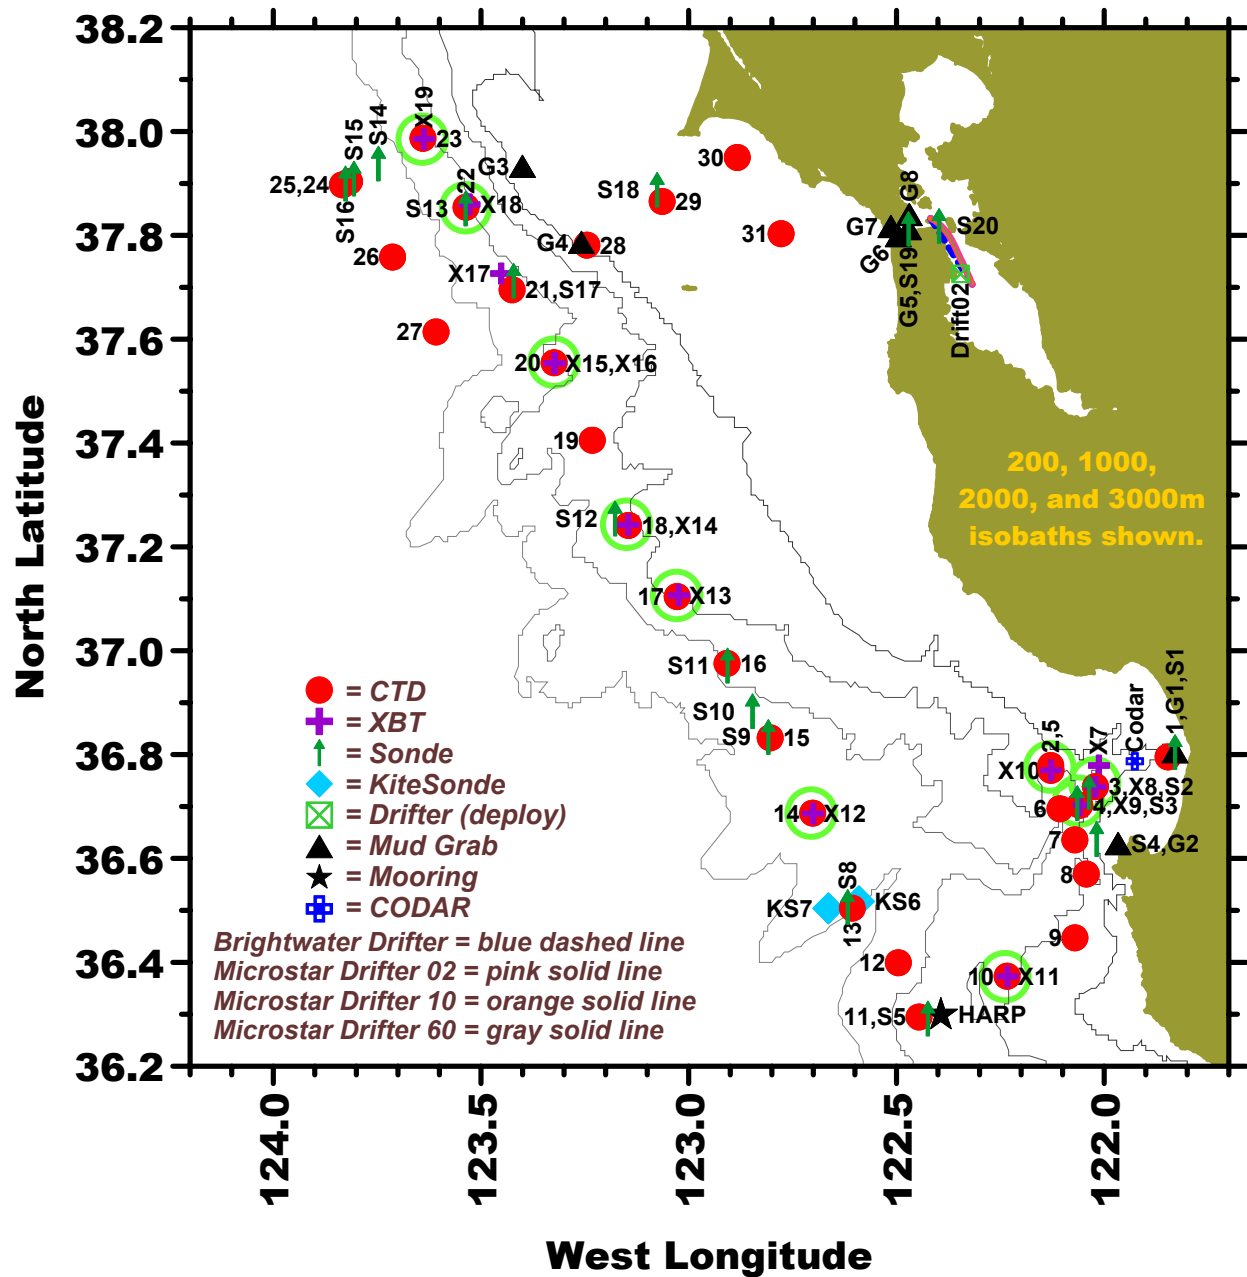 38.2
38.0
37.8
37.6
37.4
37.2
37.0
36.8
36.6
36.4
36.2
North Latitude
124.0
123.5
123.0
122.5
122.0
West Longitude
X19
23
S14
S15
25,24
S16
22
S13
X18
G3
G4
28
26
X17
21,S17
27
20
X15,X16
19
S12
18,X14
17
X13
S11
16
S10
S9
15
14
X12
S8
KS7
KS6
13
12
11,S5
HARP
10
X11
9
8
7
6
S4,G2
4,X9,S3
3,X8,S2
X10
2,5
X7
Codar
1,G1,S1
30
S18
29
31
G8
G7
G6
G5,S19
S20
Drift02
200, 1000,
2000, and 3000m
isobaths shown.
= CTD
= XBT
= Sonde
= KiteSonde
= Drifter (deploy)
= Mud Grab
= Mooring
= CODAR
Brightwater Drifter = blue dashed line
Microstar Drifter 02 = pink solid line
Microstar Drifter 10 = orange solid line
Microstar Drifter 60 = gray solid line